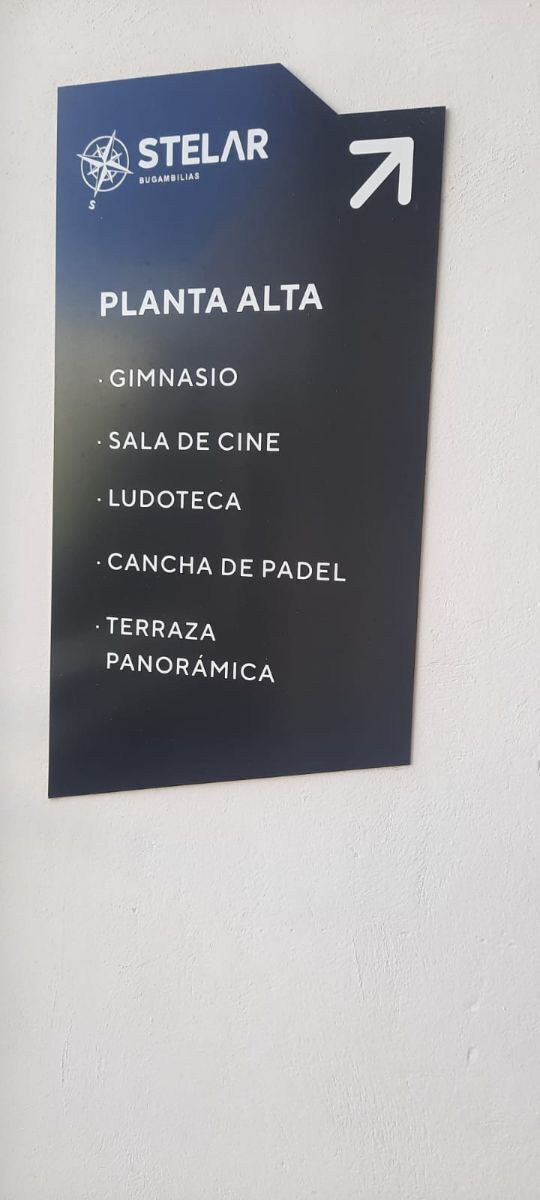 STELAR
BUGAMBILIAS
S
PLANTA ALTA
· GIMNASIO
· SALA DE CINE
· LUDOTECA
· CANCHA DE PADEL
· TERRAZA
PANORÁMICA